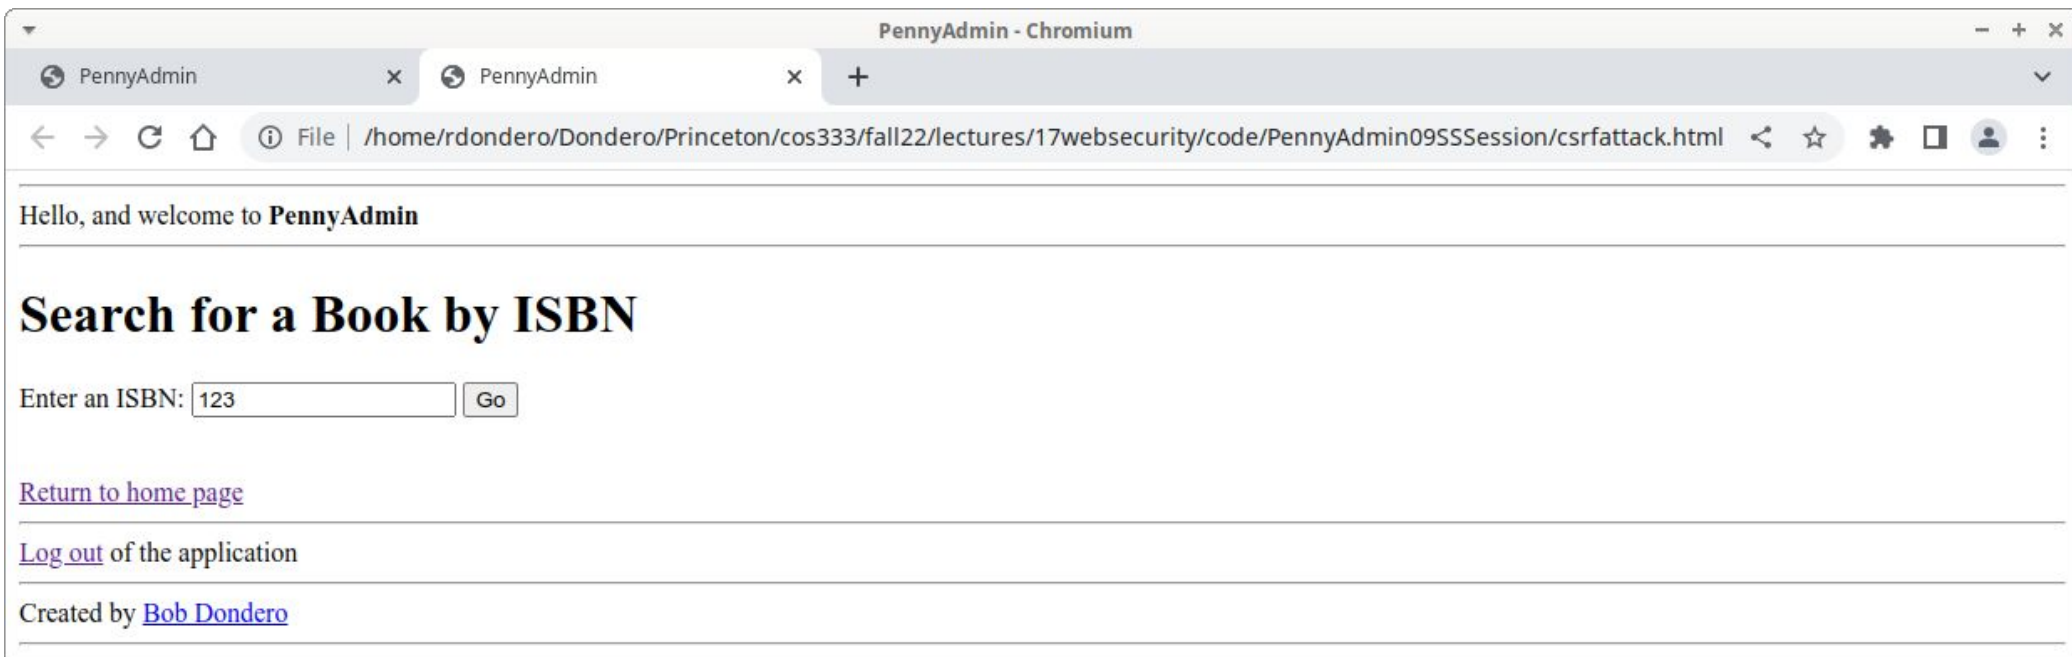 PennyAdmin - Chromium
PennyAdmin PennyAdmin
File /home/rdondero/Dondero/Princeton/cos333/fall22/lectures/17websecurity/code/PennyAdmin09SSSession/csrfattack.html
Hello, and welcome to PennyAdmin
Search for a Book by ISBN
Enter an ISBN: 123 Go
Return to home page
Log out of the application
Created by Bob Dondero